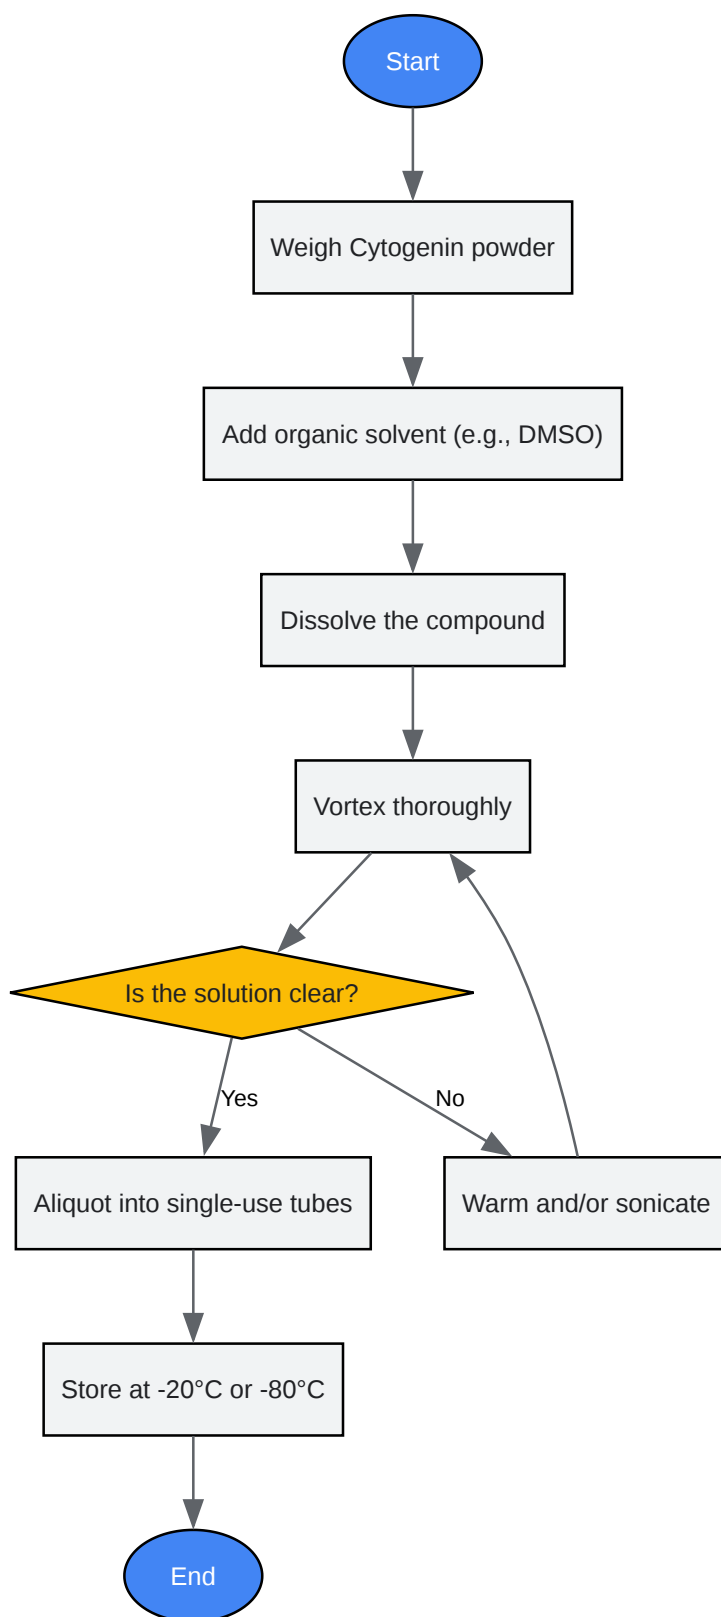 Start
Weigh Cytogenin powder
Add organic solvent (e.g., DMSO)
Dissolve the compound
Vortex thoroughly
Is the solution clear?
Yes
No
Aliquot into single-use tubes
Warm and/or sonicate
Store at -20°C or -80°C
End